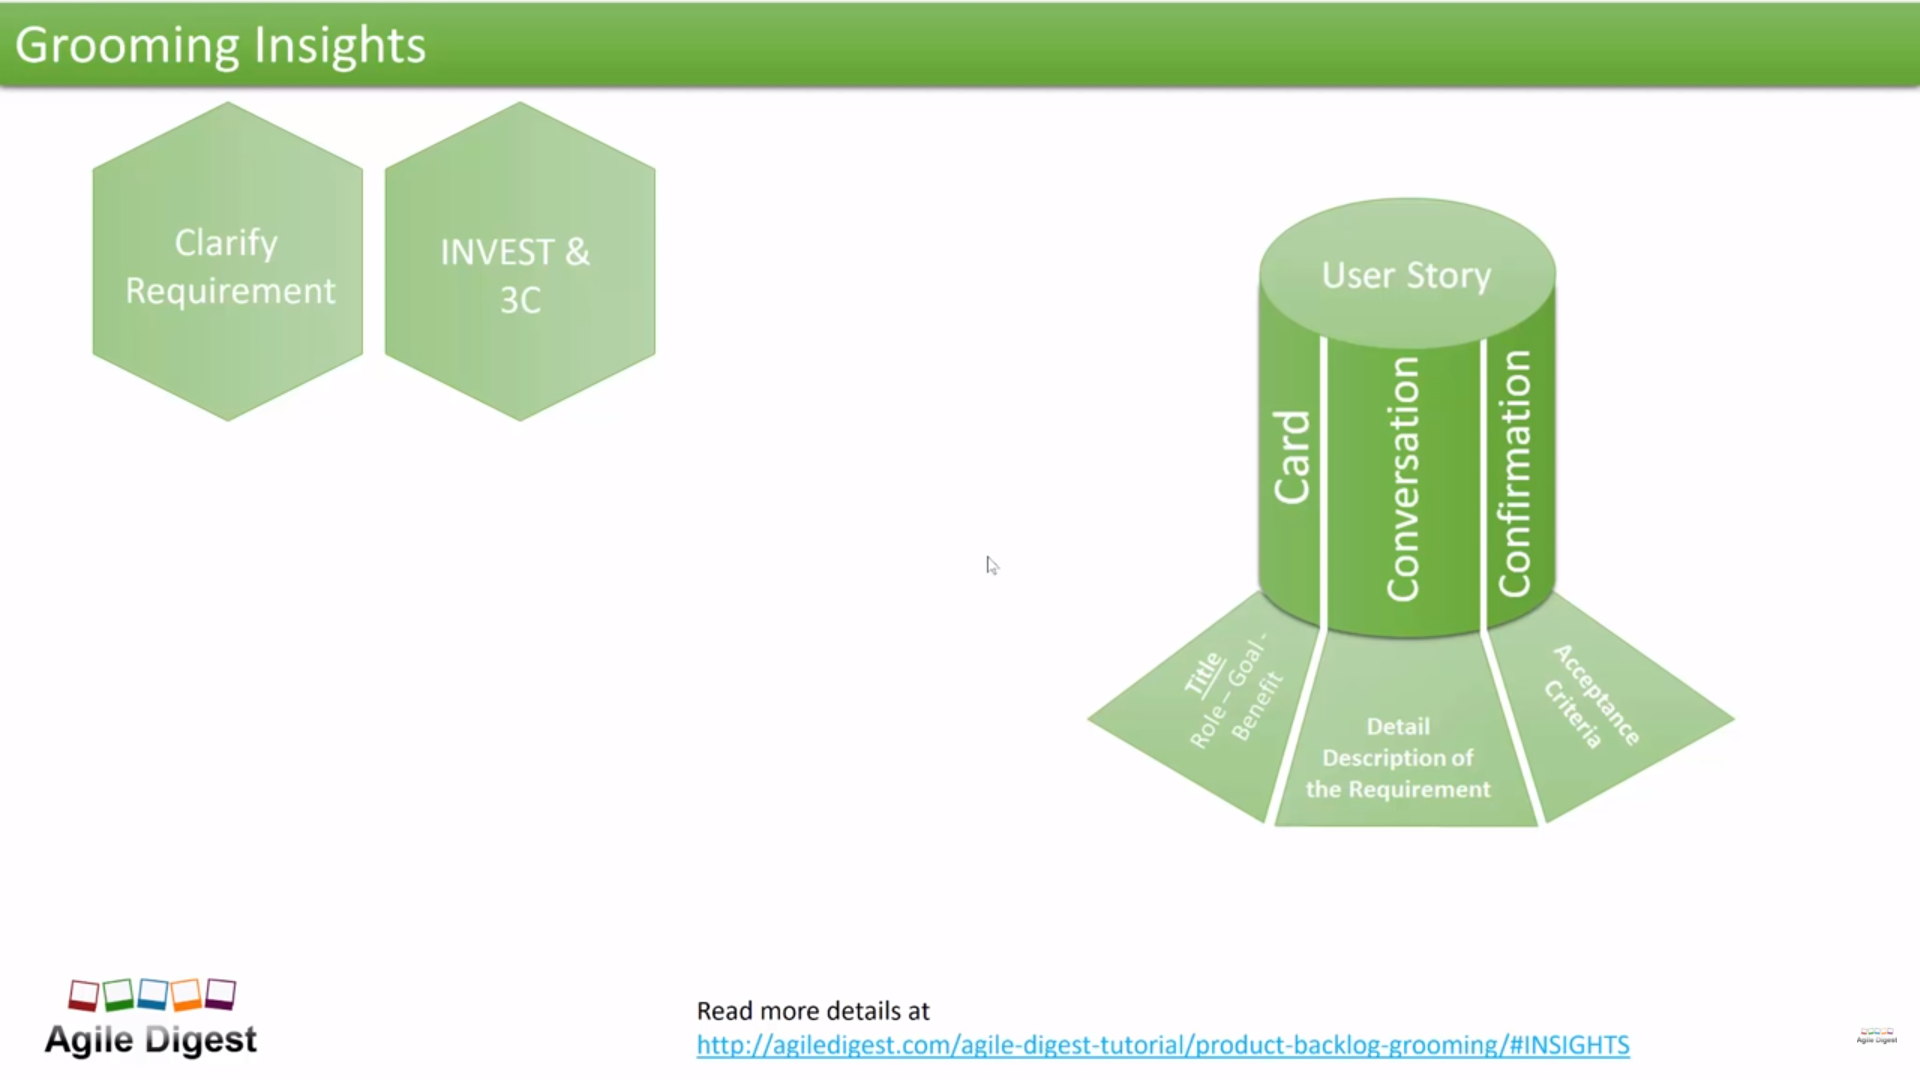 Grooming Insights
Clarify
Requirement
INVEST &
3C
User Story
Card
Conversation
Confirmation
Title
Role – Goal -
Benefit
Detail
Description of
the Requirement
Acceptance
Criteria
Agile Digest
Read more details at
http://agiledigest.com/agile-digest-tutorial/product-backlog-grooming/#INSIGHTS
Agile Digest